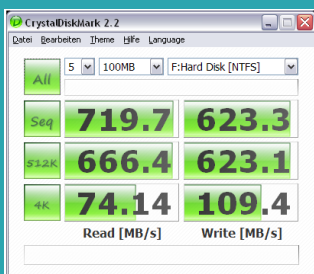 CrystalDiskMark 2.2
Datei Bearbeiten Theme Hilfe Language
All 5 100MB F:Hard Disk [NTFS]
Seq 719.7 623.3
512K 666.4 623.1
4K 74.14 109.4
Read [MB/s] Write [MB/s]